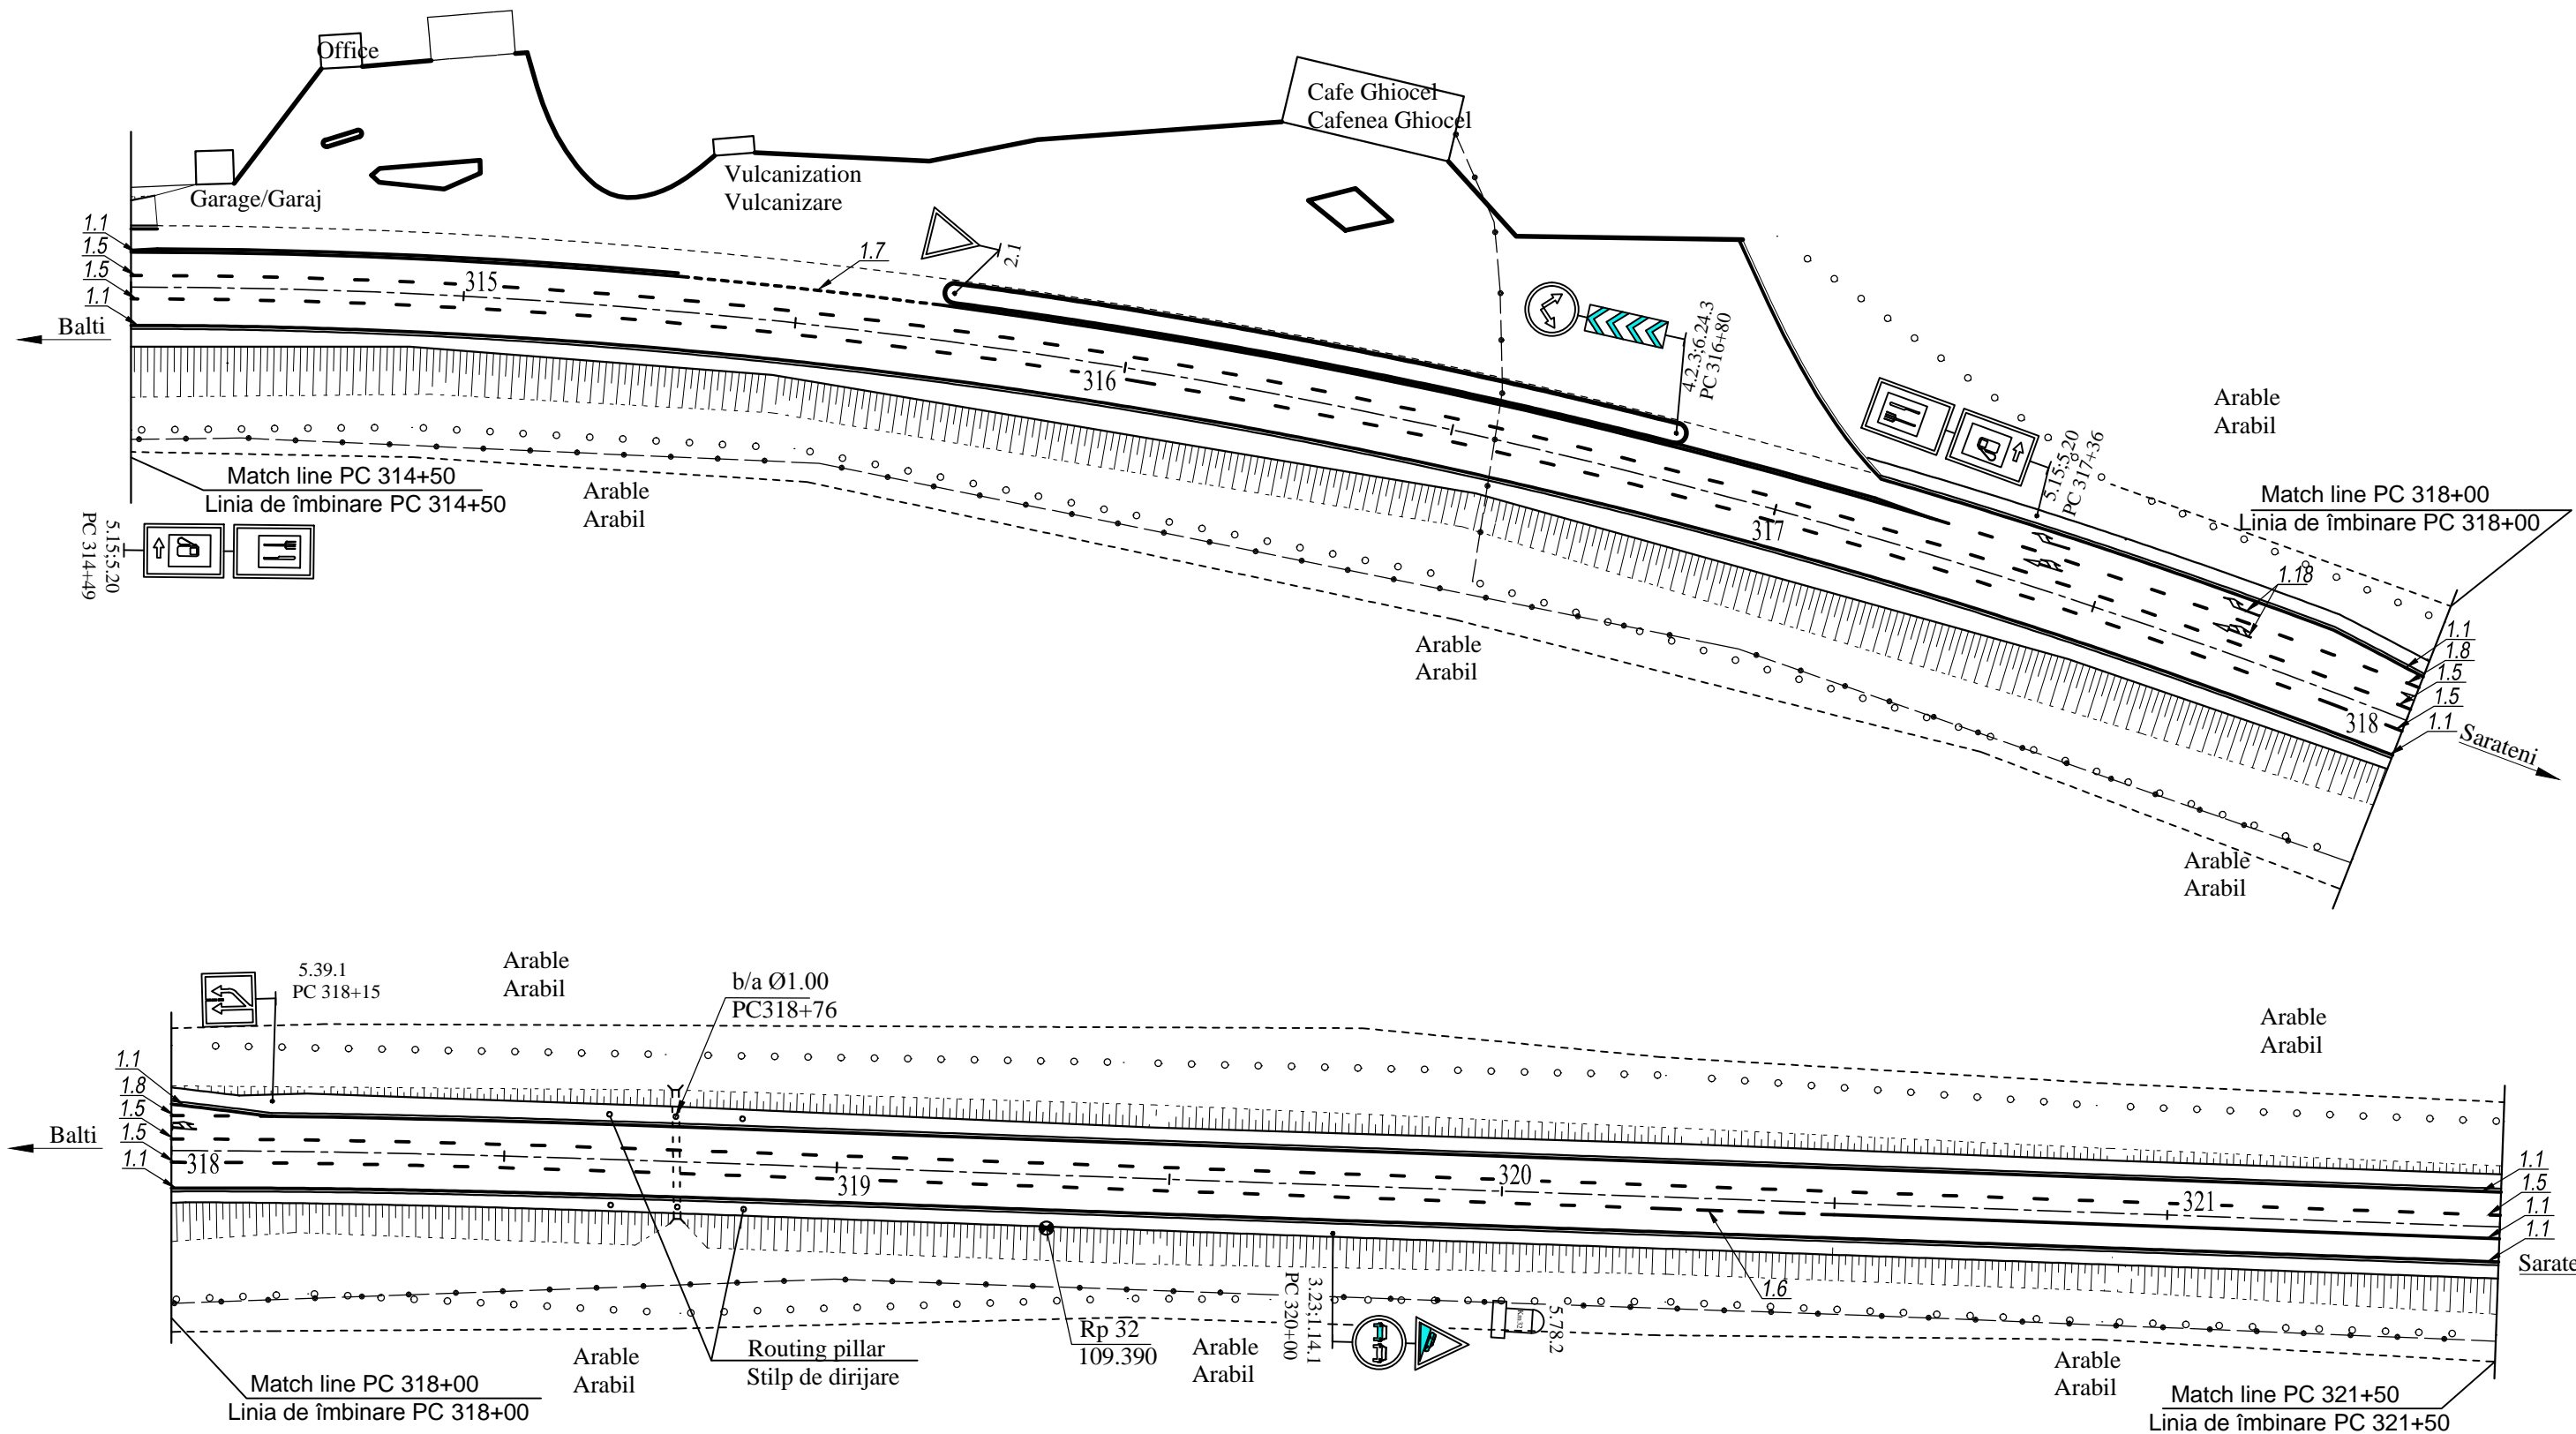 Office
Cafe Ghiocel
Cafenea Ghiocel
Garage/Garaj
Vulcanization
Vulcanizare
1.1
1.5
1.5
1.1
Balti
315
1.7
2.1
316
4.2.3;6.24.3
PC 316+80
317
5.15;5.20
PC 317+36
Arable
Arabil
Match line PC 314+50
Linia de îmbinare PC 314+50
5.15;5.20
PC 314+49
Arable
Arabil
Match line PC 318+00
Linia de îmbinare PC 318+00
1.18
Arable
Arabil
1.1
1.8
1.5
1.5
1.1
318
Sarateni
Arable
Arabil
5.39.1
PC 318+15
Arable
Arabil
b/a Ø1.00
PC318+76
Arable
Arabil
1.1
1.8
1.5
1.5
1.1
Balti
318
319
320
321
1.1
1.5
1.1
1.1
Sarate
1.6
Rp 32
109.390
3.23;1.14.1
PC 320+00
5.78.2
Routing pillar
Stilp de dirijare
Arable
Arabil
Arable
Arabil
Arable
Arabil
Match line PC 318+00
Linia de îmbinare PC 318+00
Match line PC 321+50
Linia de îmbinare PC 321+50